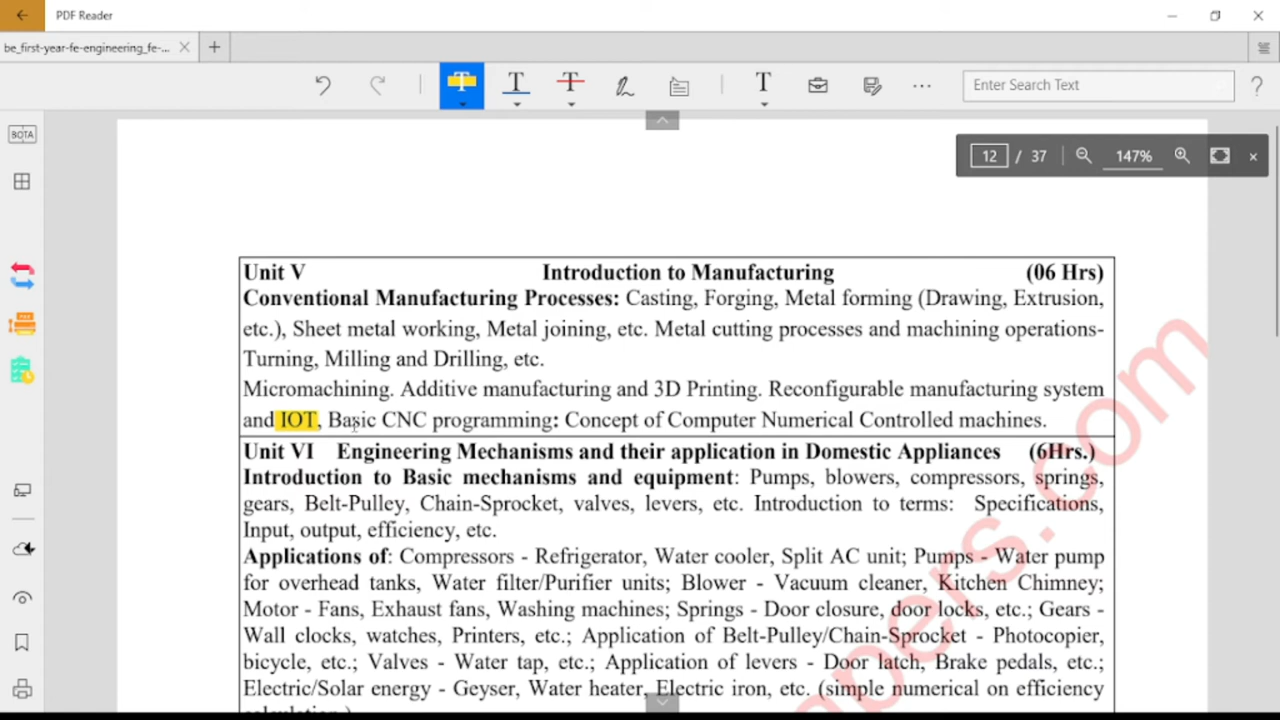 PDF Reader
be_first-year-fe-engineering_fe-...
Enter Search Text
BOTA
12 / 37 147%
Unit V Introduction to Manufacturing (06 Hrs)
Conventional Manufacturing Processes: Casting, Forging, Metal forming (Drawing, Extrusion,
etc.), Sheet metal working, Metal joining, etc. Metal cutting processes and machining operations-
Turning, Milling and Drilling, etc.
Micromachining. Additive manufacturing and 3D Printing. Reconfigurable manufacturing system
and IOT, Basic CNC programming: Concept of Computer Numerical Controlled machines.
Unit VI Engineering Mechanisms and their application in Domestic Appliances (6Hrs.)
Introduction to Basic mechanisms and equipment: Pumps, blowers, compressors, springs,
gears, Belt-Pulley, Chain-Sprocket, valves, levers, etc. Introduction to terms: Specifications,
Input, output, efficiency, etc.
Applications of: Compressors - Refrigerator, Water cooler, Split AC unit; Pumps - Water pump
for overhead tanks, Water filter/Purifier units; Blower - Vacuum cleaner, Kitchen Chimney;
Motor - Fans, Exhaust fans, Washing machines; Springs - Door closure, door locks, etc.; Gears -
Wall clocks, watches, Printers, etc.; Application of Belt-Pulley/Chain-Sprocket - Photocopier,
bicycle, etc.; Valves - Water tap, etc.; Application of levers - Door latch, Brake pedals, etc.;
Electric/Solar energy - Geyser, Water heater, Electric iron, etc. (simple numerical on efficiency
pers.com